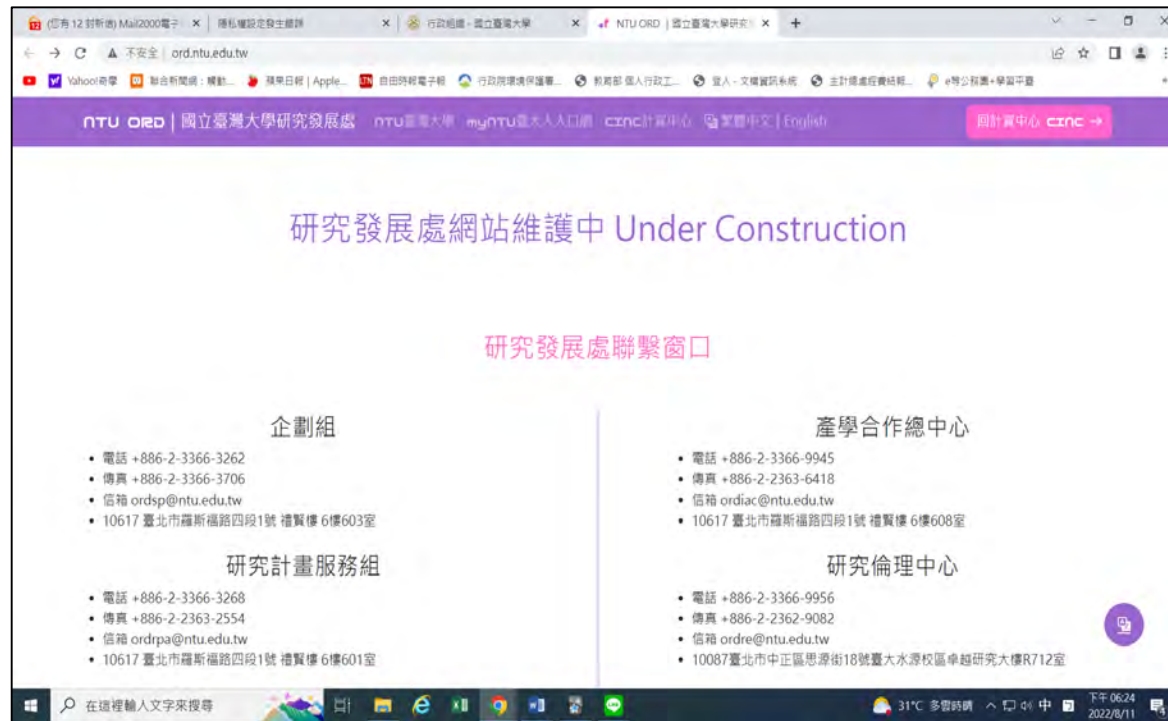 (您有 12 封新信) Mail2000電子
隱私權設定發生錯誤
行政組織 - 國立臺灣大學
NTU ORD | 國立臺灣大學研究
不安全 | ord.ntu.edu.tw
Yahoo!奇摩
聯合新聞網：觸動...
蘋果日報 | Apple...
自由時報電子報
行政院環境保護署...
教育部 個人行政工...
登入 - 文檔資訊系統
主計總處經費結報...
e等公務園+學習平臺
NTU ORD | 國立臺灣大學研究發展處
NTU臺灣大學
myNTU臺大人入口網
CINC計算中心
繁體中文 | English
回計算中心 CINC →
研究發展處網站維護中 Under Construction
研究發展處聯繫窗口
企劃組
• 電話 +886-2-3366-3262
• 傳真 +886-2-3366-3706
• 信箱 ordsp@ntu.edu.tw
• 10617 臺北市羅斯福路四段1號 禮賢樓 6樓603室
研究計畫服務組
• 電話 +886-2-3366-3268
• 傳真 +886-2-2363-2554
• 信箱 ordrpa@ntu.edu.tw
• 10617 臺北市羅斯福路四段1號 禮賢樓 6樓601室
產學合作總中心
• 電話 +886-2-3366-9945
• 傳真 +886-2-2363-6418
• 信箱 ordiac@ntu.edu.tw
• 10617 臺北市羅斯福路四段1號 禮賢樓 6樓608室
研究倫理中心
• 電話 +886-2-3366-9956
• 傳真 +886-2-2362-9082
• 信箱 ordre@ntu.edu.tw
• 10087臺北市中正區思源街18號臺大水源校區卓越研究大樓R712室
在這裡輸入文字來搜尋
31°C 多雲時晴
中
下午 06:24
2022/8/11